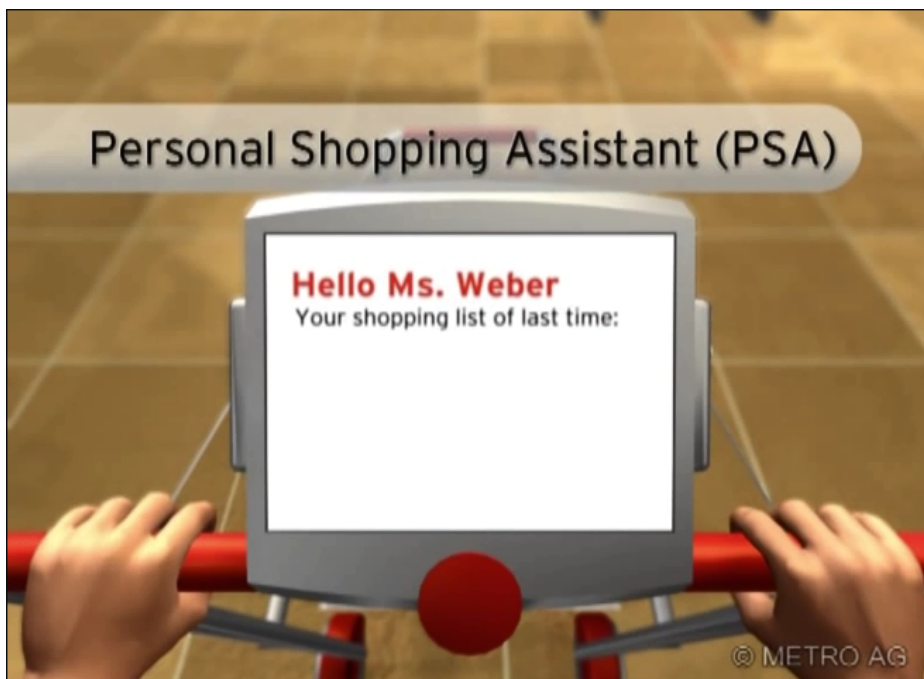 Personal Shopping Assistant (PSA)
Hello Ms. Weber
Your shopping list of last time:
© METRO AG